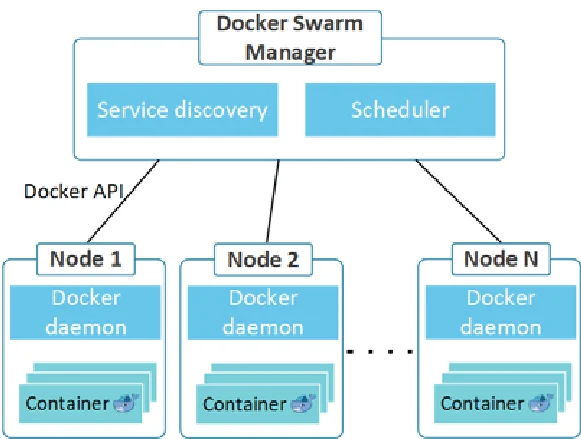 Docker Swarm
Manager
Service discovery
Scheduler
Docker API
Node 1
Node 2
Node N
Docker
daemon
Docker
daemon
Docker
daemon
. . . .
Container
Container
Container